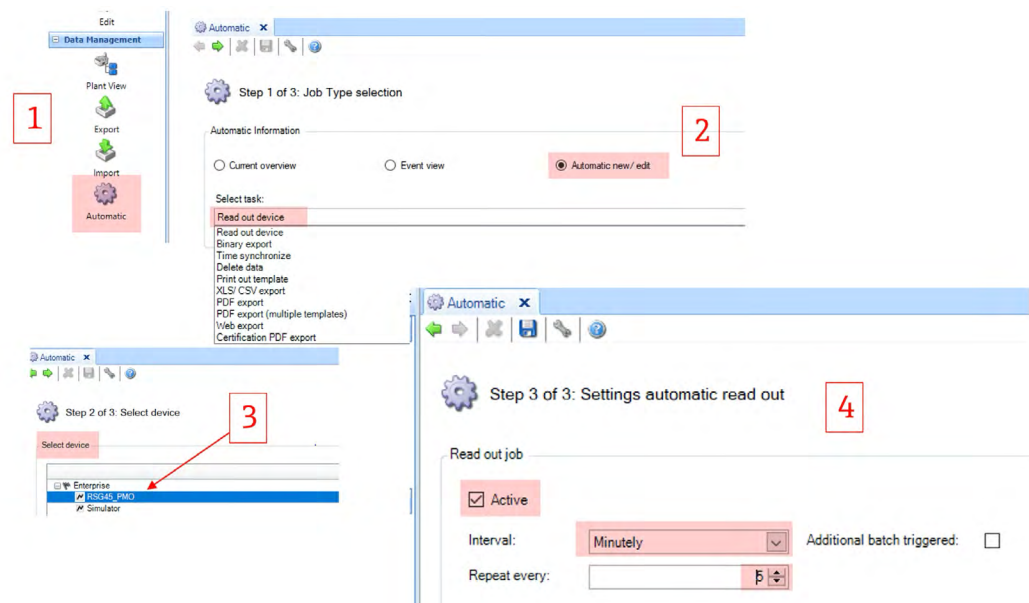 Edit
Data Management
Plant View
Export
Import
Automatic
1
Automatic
Step 1 of 3: Job Type selection
Automatic Information
Current overview
Event view
Automatic new/ edit
2
Select task:
Read out device
Read out device
Binary export
Time synchronize
Delete data
Print out template
XLS/ CSV export
PDF export
PDF export (multiple templates)
Web export
Certification PDF export
Automatic
Step 2 of 3: Select device
3
Select device
Enterprise
RSG45_PMO
Simulator
Automatic
Step 3 of 3: Settings automatic read out
4
Read out job
Active
Interval: Minutely Additional batch triggered:
Repeat every: 5